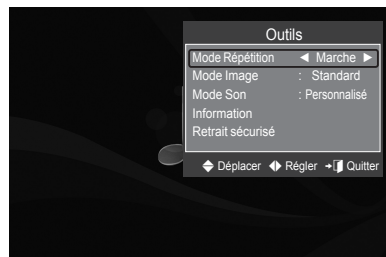 Outils
Mode Répétition ◄ Marche ►
Mode Image : Standard
Mode Son : Personnalisé
Information
Retrait sécurisé
Déplacer Régler Quitter